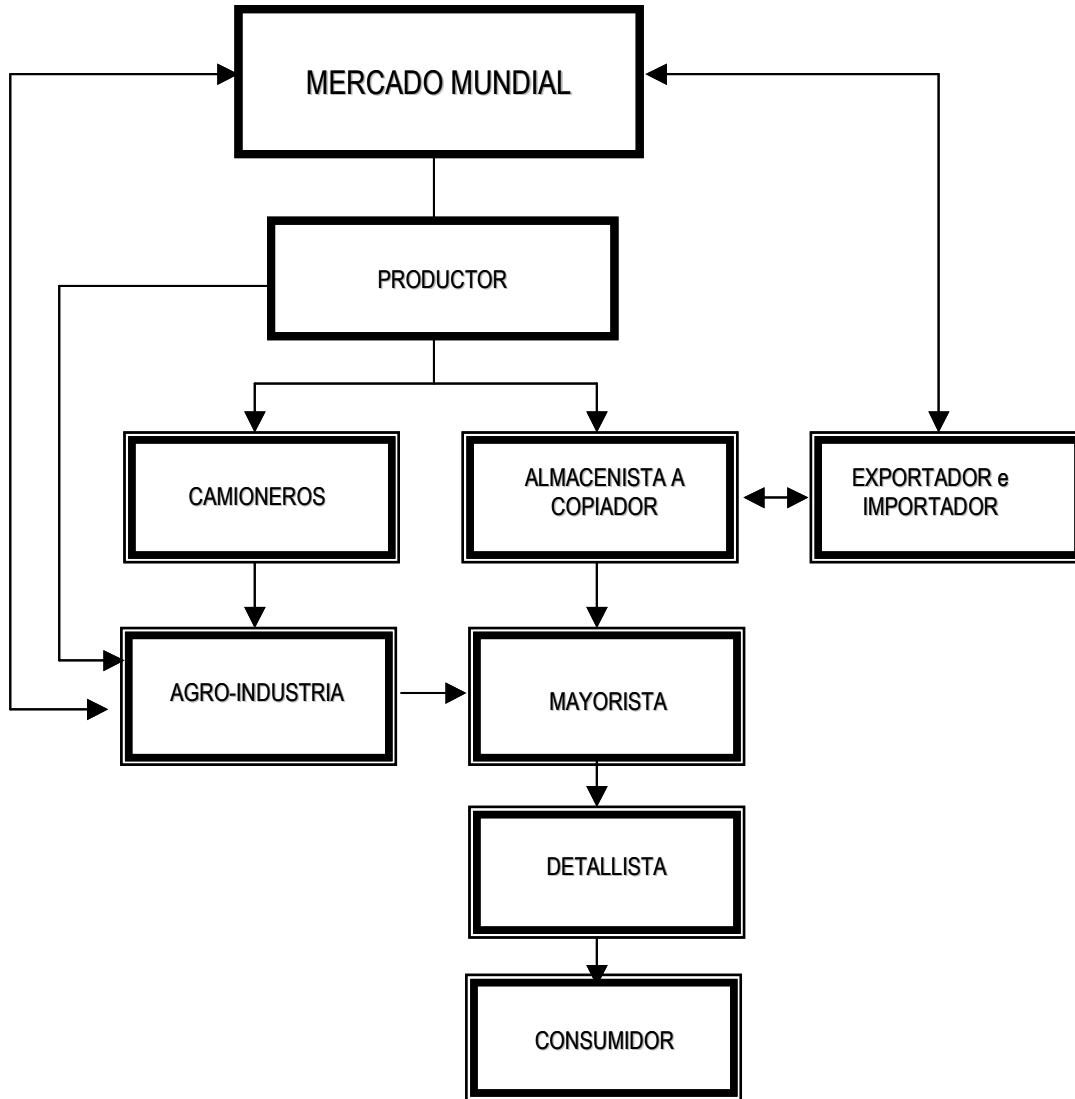 MERCADO MUNDIAL
PRODUCTOR
CAMIONEROS
ALMACENISTA A
COPIADOR
EXPORTADOR e
IMPORTADOR
AGRO-INDUSTRIA
MAYORISTA
DETALLISTA
CONSUMIDOR